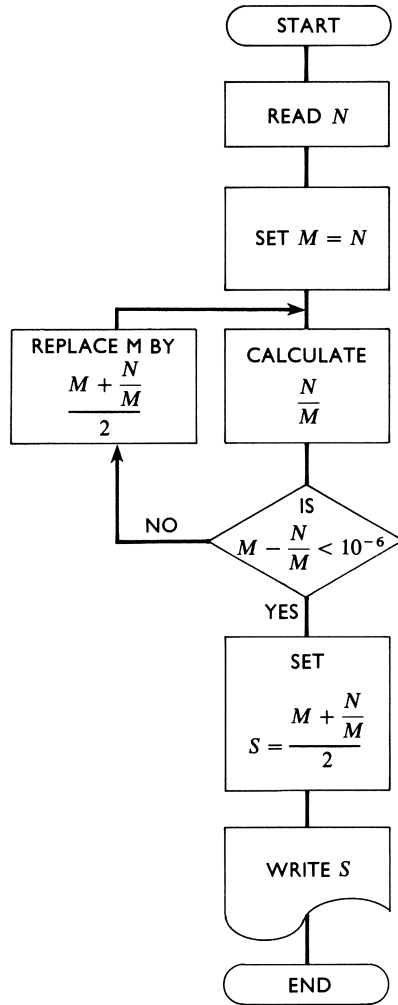 START
READ N
SET M = N
REPLACE M BY
M + N/M
2
CALCULATE
N/M
IS
M − N/M < 10⁻⁶
NO
YES
SET
S = (M + N/M)/2
WRITE S
END